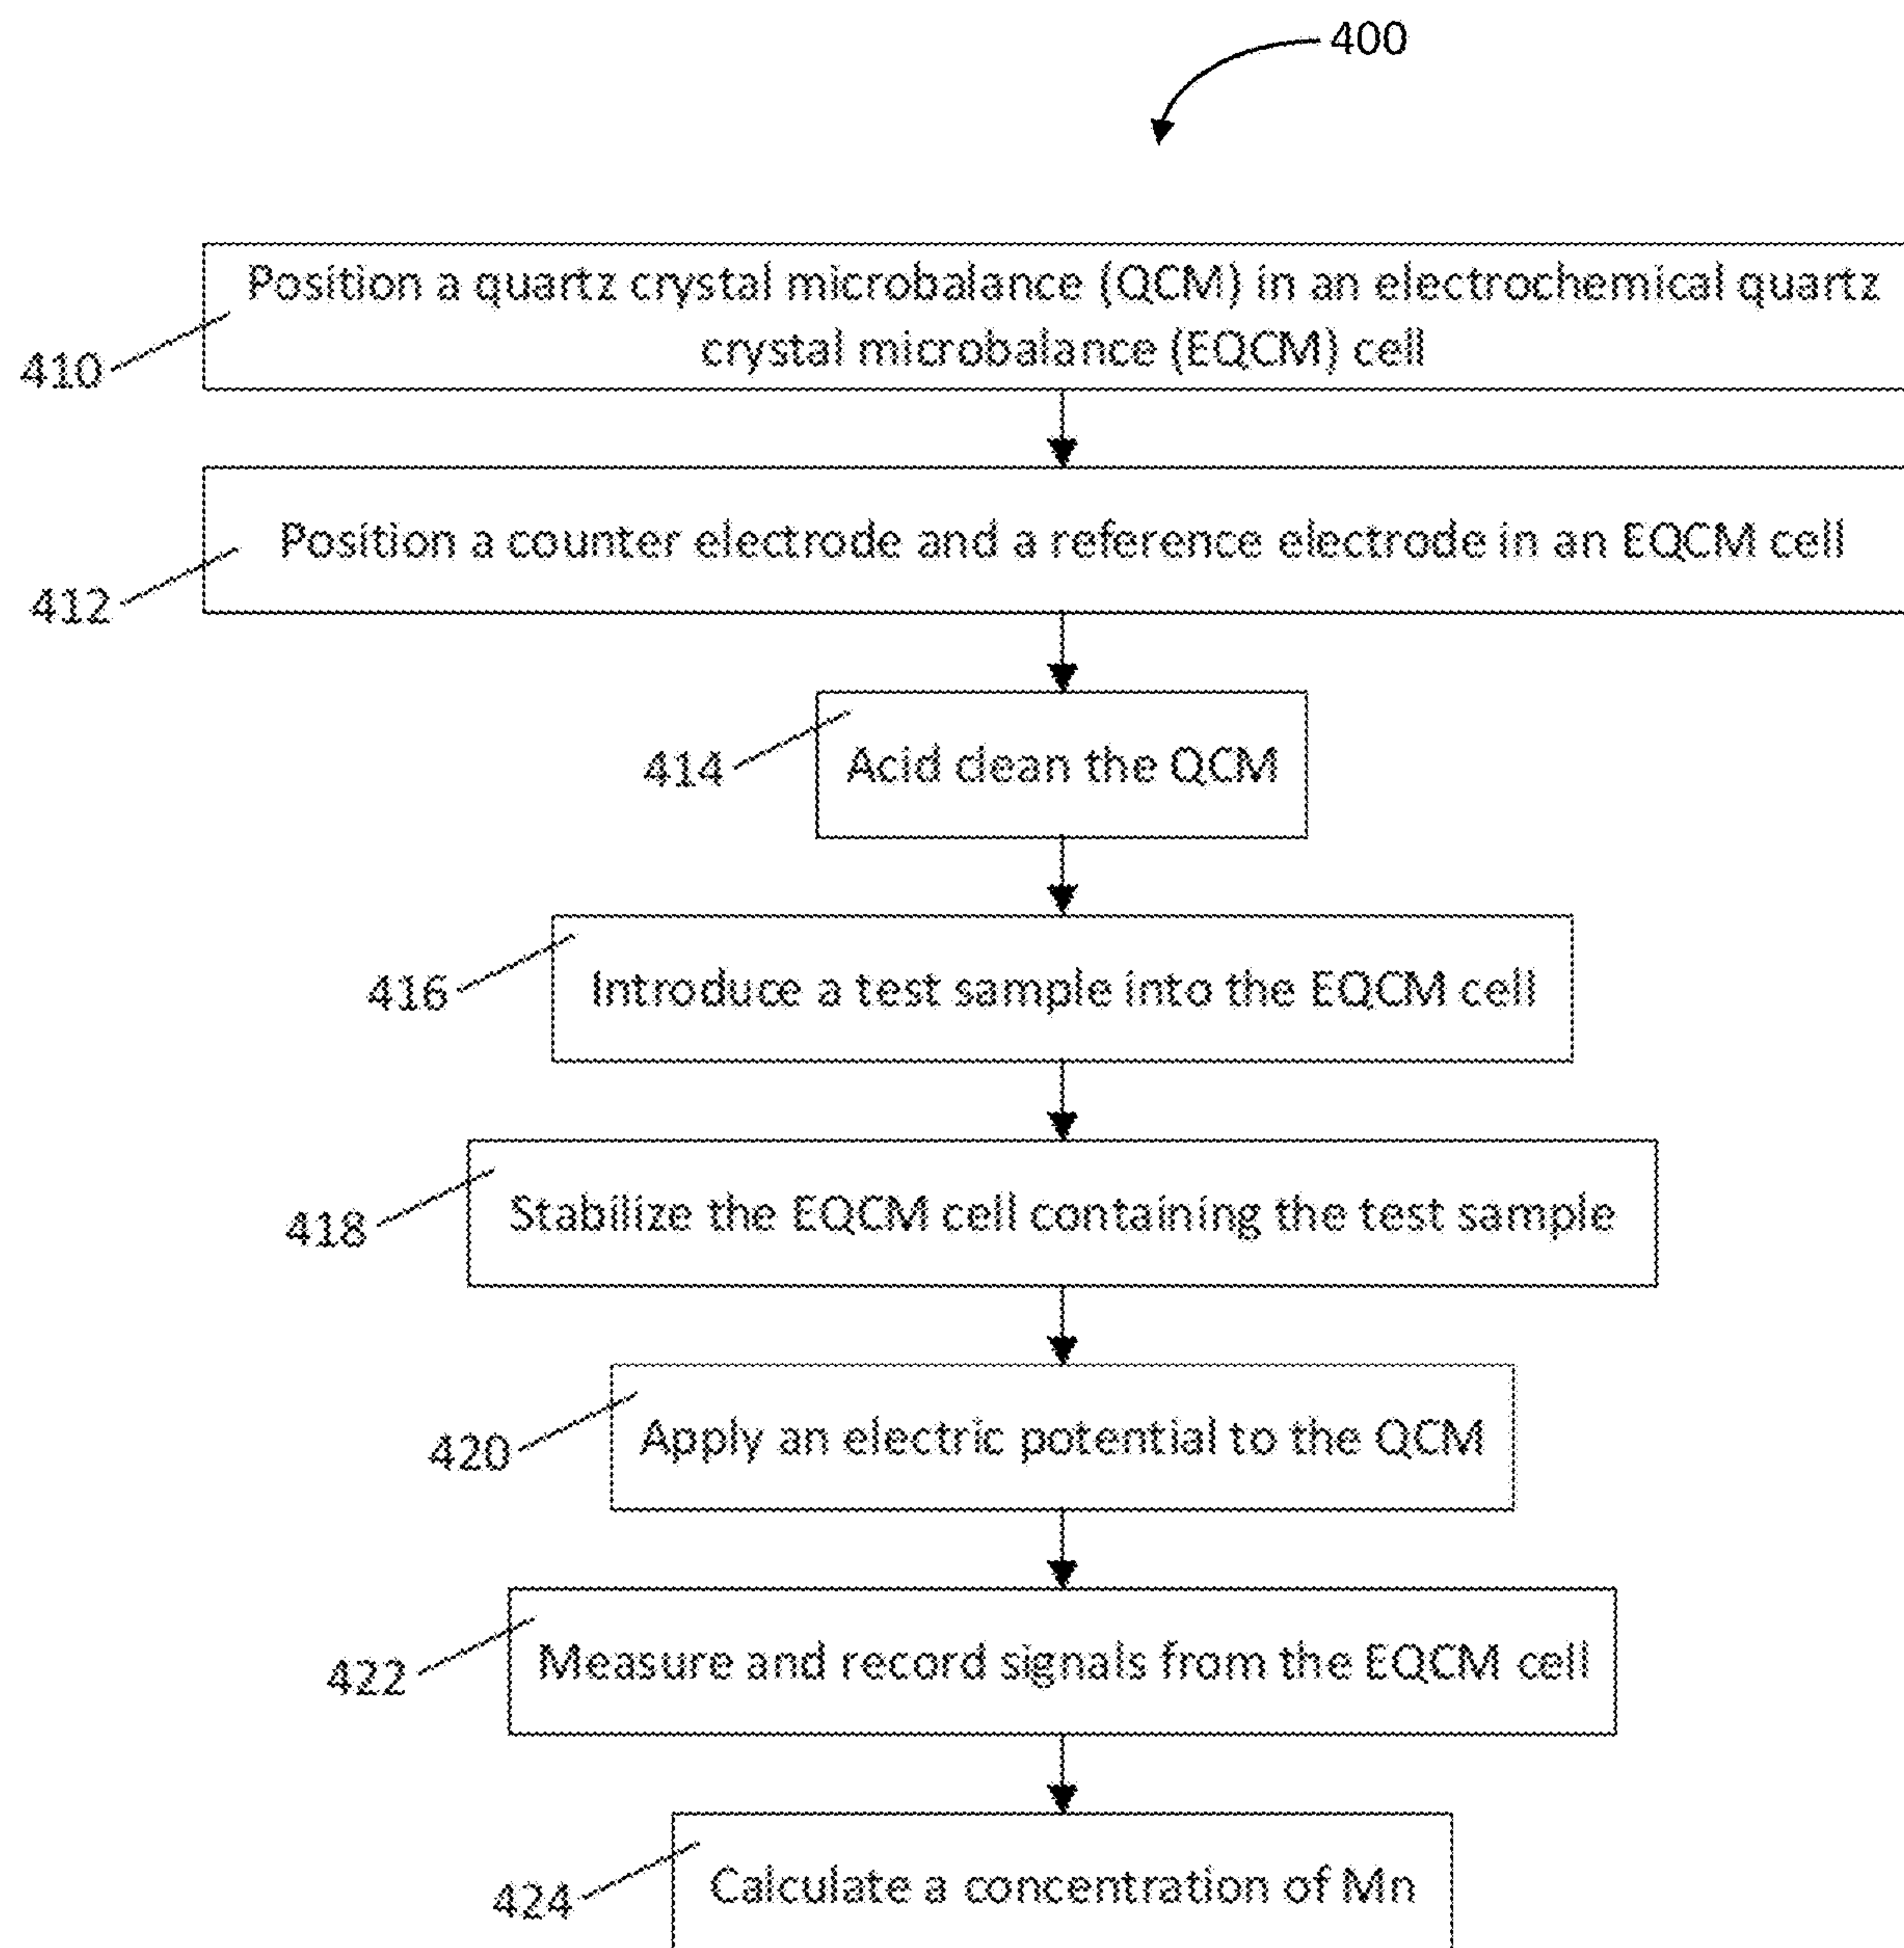 400
Position a quartz crystal microbalance (QCM) in an electrochemical quartz
crystal microbalance (EQCM) cell
410
Position a counter electrode and a reference electrode in an EQCM cell
412
Acid clean the QCM
414
Introduce a test sample into the EQCM cell
416
Stabilize the EQCM cell containing the test sample
418
Apply an electric potential to the QCM
420
Measure and record signals from the EQCM cell
422
Calculate a concentration of Mn
424